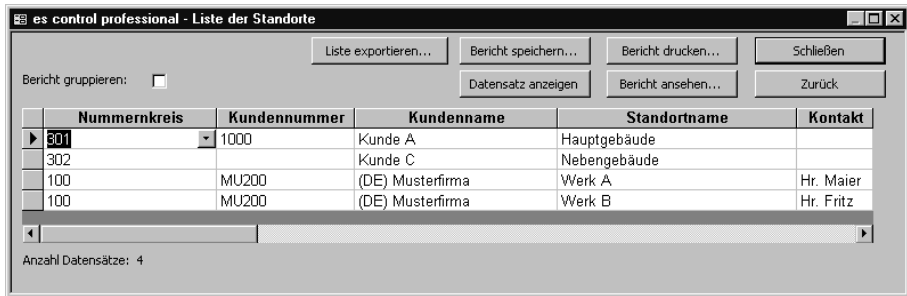 es control professional - Liste der Standorte
Liste exportieren... Bericht speichern... Bericht drucken... Schließen
Bericht gruppieren:
Datensatz anzeigen Bericht ansehen... Zurück
Nummernkreis Kundennummer Kundenname Standortname Kontakt
301 1000 Kunde A Hauptgebäude
302 Kunde C Nebengebäude
100 MU200 (DE) Musterfirma Werk A Hr. Maier
100 MU200 (DE) Musterfirma Werk B Hr. Fritz
Anzahl Datensätze: 4